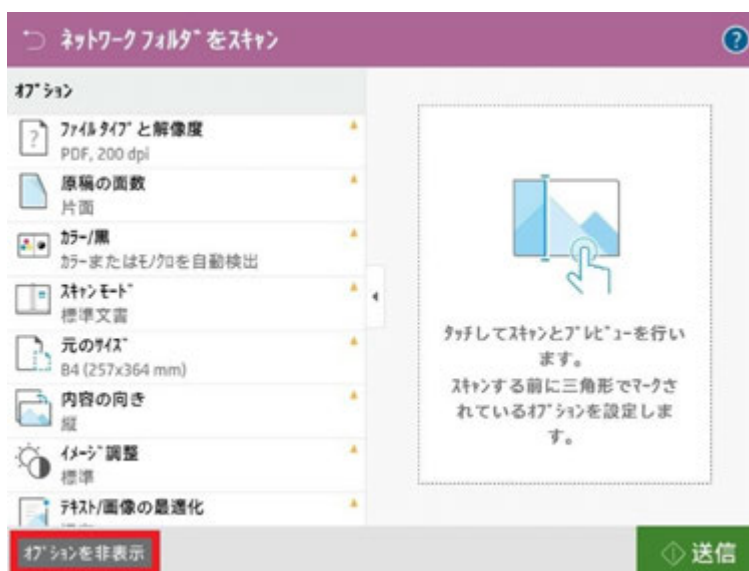 ﾈｯﾄﾜｰｸ ﾌｫﾙﾀﾞをｽｷｬﾝ
?
ｵﾌﾟｼｮﾝ
ﾌｧｲﾙ ﾀｲﾌﾟと解像度
PDF, 200 dpi
原稿の面数
片面
ｶﾗｰ/黒
ｶﾗｰまたはﾓﾉｸﾛを自動検出
ｽｷｬﾝ ﾓｰﾄﾞ
標準文書
元のｻｲｽﾞ
B4 (257x364 mm)
内容の向き
縦
ｲﾒｰｼﾞ調整
標準
ﾃｷｽﾄ/画像の最適化
ﾀｯﾁしてｽｷｬﾝとﾌﾟﾚﾋﾞｭｰを行い
ます。
ｽｷｬﾝする前に三角形でﾏｰｸさ
れているｵﾌﾟｼｮﾝを設定しま
す。
ｵﾌﾟｼｮﾝを非表示
送信